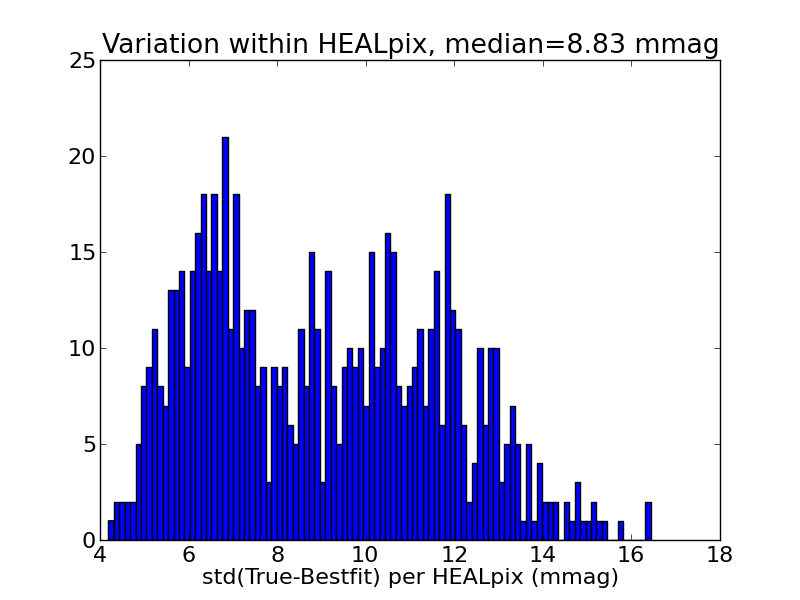 Variation within HEALpix, median=8.83 mmag
25
20
15
10
5
0
4 6 8 10 12 14 16 18
std(True-Bestfit) per HEALpix (mmag)